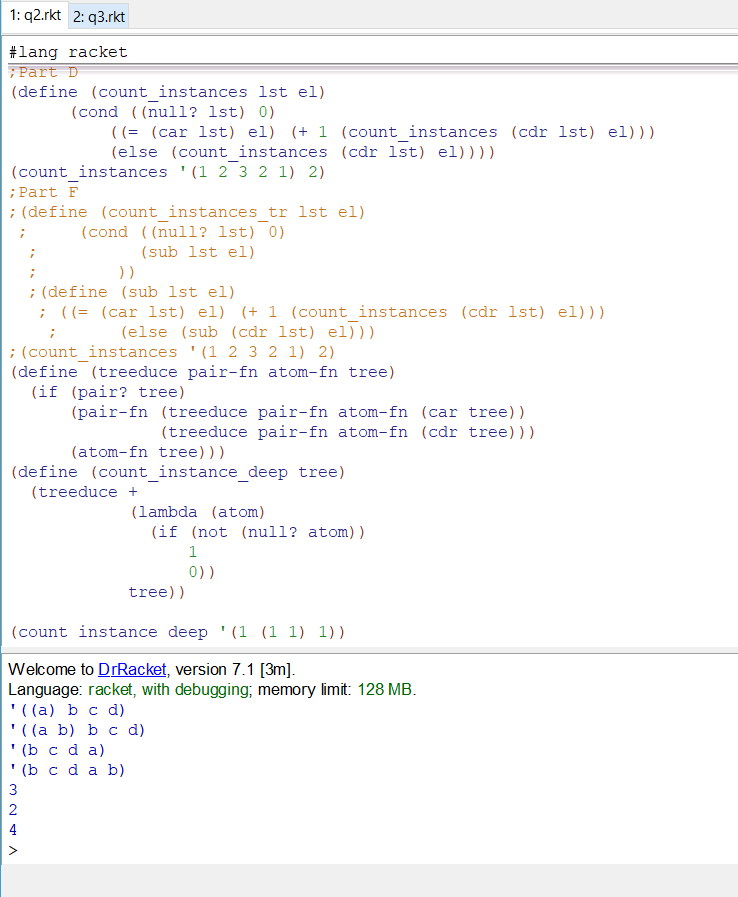 1: q2.rkt 2: q3.rkt
#lang racket
;Part D
(define (count_instances lst el)
      (cond ((null? lst) 0)
          ((= (car lst) el) (+ 1 (count_instances (cdr lst) el)))
          (else (count_instances (cdr lst) el))))
(count_instances '(1 2 3 2 1) 2)
;Part F
;(define (count_instances_tr lst el)
 ;     (cond ((null? lst) 0)
  ;          (sub lst el)
  ;        ))
  ;(define (sub lst el)
   ; ((= (car lst) el) (+ 1 (count_instances (cdr lst) el)))
    ;      (else (sub (cdr lst) el)))
;(count_instances '(1 2 3 2 1) 2)
(define (treeduce pair-fn atom-fn tree)
  (if (pair? tree)
      (pair-fn (treeduce pair-fn atom-fn (car tree))
               (treeduce pair-fn atom-fn (cdr tree)))
      (atom-fn tree)))
(define (count_instance_deep tree)
  (treeduce +
            (lambda (atom)
              (if (not (null? atom))
                  1
                  0))
            tree))
(count_instance_deep '(1 (1 1) 1))
Welcome to DrRacket, version 7.1 [3m].
Language: racket, with debugging; memory limit: 128 MB.
'((a) b c d)
'((a b) b c d)
'(b c d a)
'(b c d a b)
3
2
4
>